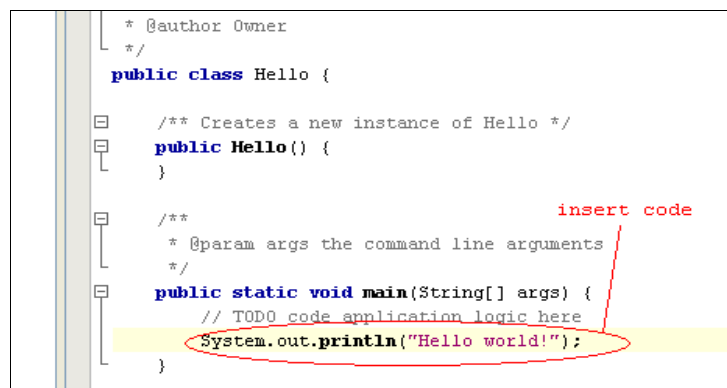 * @author Owner
*/
public class Hello {
/** Creates a new instance of Hello */
public Hello() {
}
insert code
/**
* @param args the command line arguments
*/
public static void main(String[] args) {
// TODO code application logic here
System.out.println("Hello world!");
}